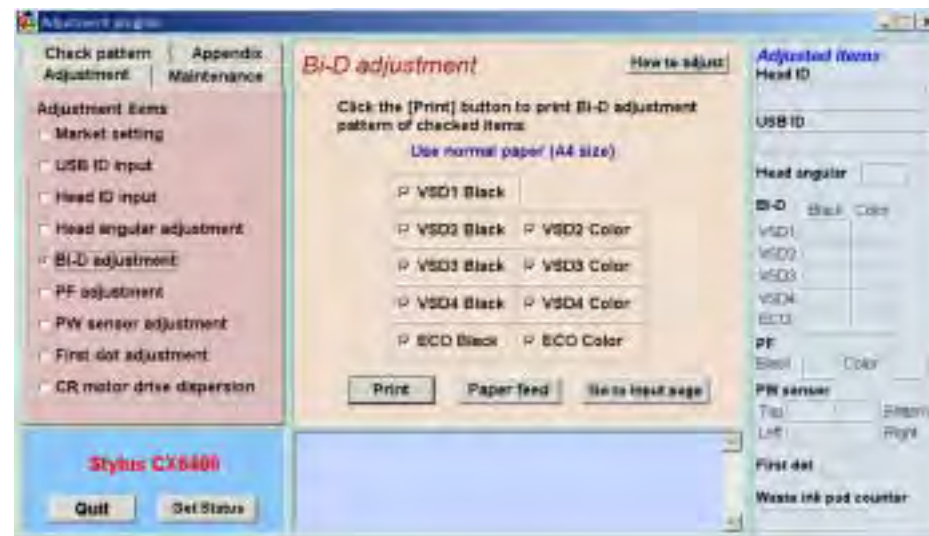 Adjustment program
Check pattern
Appendix
Adjustment
Maintenance
Adjustment items
Market setting
USB ID input
Head ID input
Head angular adjustment
Bi-D adjustment
PF adjustment
PW sensor adjustment
First dot adjustment
CR motor drive dispersion
Stylus CX6400
Quit
Get Status
Bi-D adjustment
How to adjust
Click the [Print] button to print Bi-D adjustment
pattern of checked items
Use normal paper (A4 size)
VSD1 Black
VSD2 Black VSD2 Color
VSD3 Black VSD3 Color
VSD4 Black VSD4 Color
ECO Black ECO Color
Print
Paper feed
Go to input page
Adjusted items
Head ID
USB ID
Head angular
Bi-D Black Color
VSD1
VSD2
VSD3
VSD4
ECO
PF
Black Color
PW sensor
Top Bottom
Left Right
First dot
Waste ink pad counter